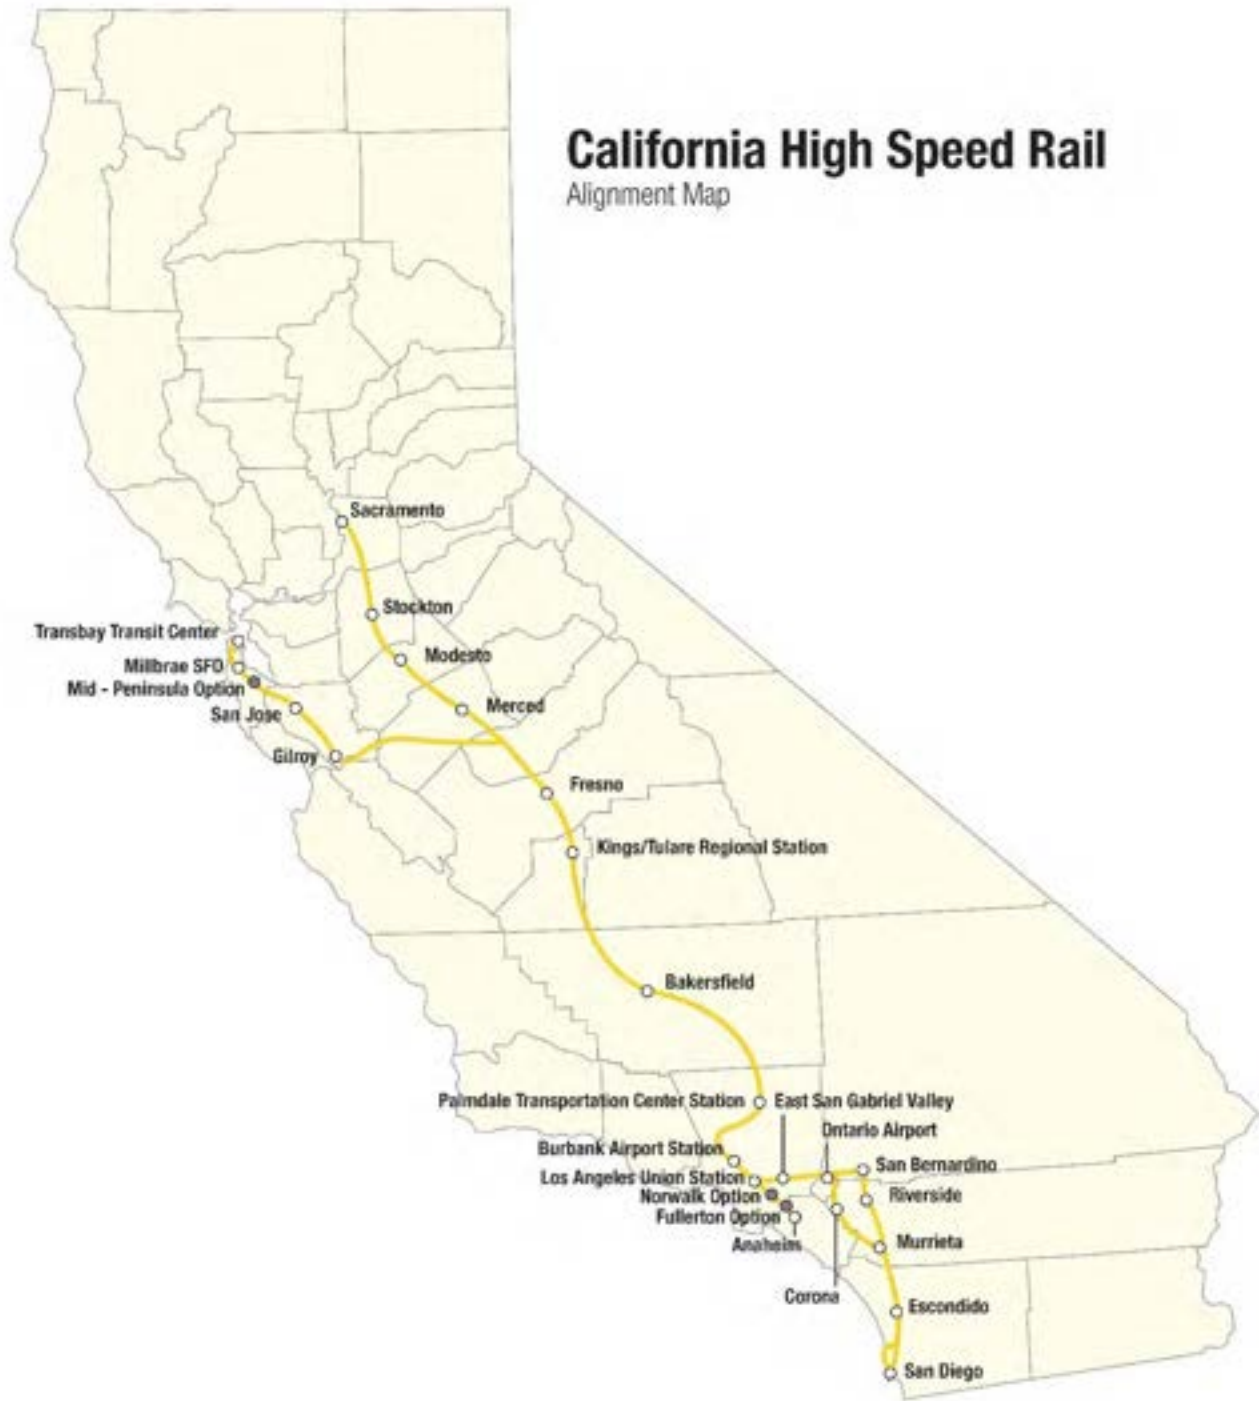 California High Speed Rail
Alignment Map
Sacramento
Stockton
Transbay Transit Center
Modesto
Millbrae SFO
Mid - Peninsula Option
Merced
San Jose
Gilroy
Fresno
Kings/Tulare Regional Station
Bakersfield
Palmdale Transportation Center Station
East San Gabriel Valley
Ontario Airport
Burbank Airport Station
San Bernardino
Los Angeles Union Station
Norwalk Option
Riverside
Fullerton Option
Anaheim
Murrieta
Corona
Escondido
San Diego